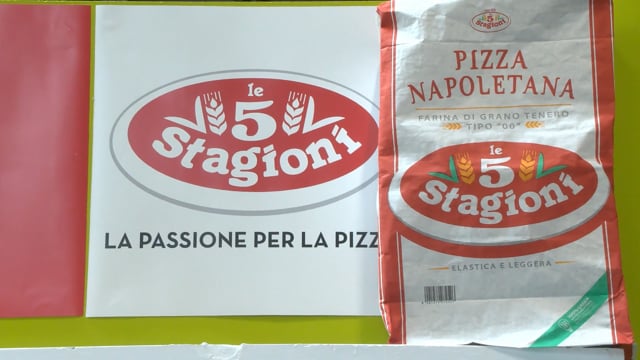 le
5
Stagioni
LA PASSIONE PER LA PIZZ
le
5
Stagioni
PIZZA
NAPOLETANA
FARINA DI GRANO TENERO
TIPO "00"
le
5
Stagioni
ELASTICA E LEGGERA